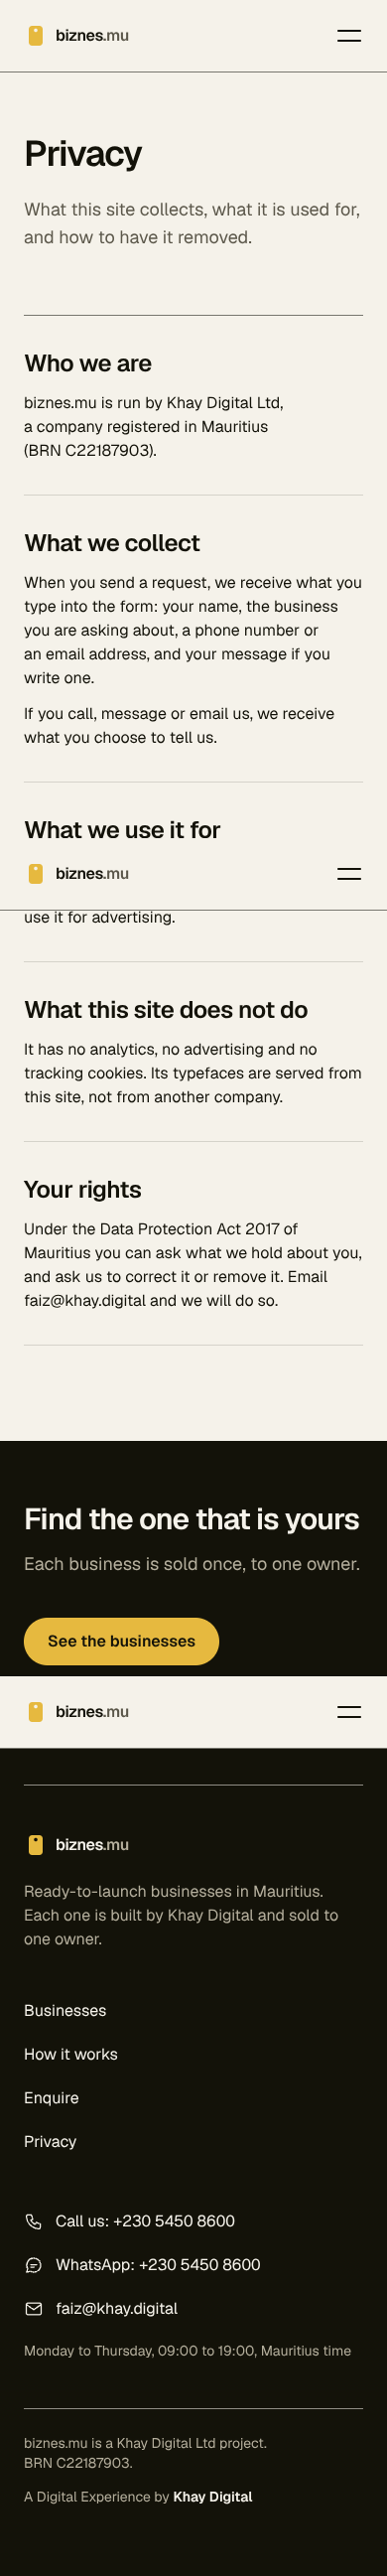 biznes.mu
Privacy
What this site collects, what it is used for,
and how to have it removed.
Who we are
biznes.mu is run by Khay Digital Ltd,
a company registered in Mauritius
(BRN C22187903).
What we collect
When you send a request, we receive what you
type into the form: your name, the business
you are asking about, a phone number or
an email address, and your message if you
write one.
If you call, message or email us, we receive
what you choose to tell us.
What we use it for
biznes.mu
use it for advertising.
What this site does not do
It has no analytics, no advertising and no
tracking cookies. Its typefaces are served from
this site, not from another company.
Your rights
Under the Data Protection Act 2017 of
Mauritius you can ask what we hold about you,
and ask us to correct it or remove it. Email
faiz@khay.digital and we will do so.
Find the one that is yours
Each business is sold once, to one owner.
See the businesses
biznes.mu
biznes.mu
Ready-to-launch businesses in Mauritius.
Each one is built by Khay Digital and sold to
one owner.
Businesses
How it works
Enquire
Privacy
Call us: +230 5450 8600
WhatsApp: +230 5450 8600
faiz@khay.digital
Monday to Thursday, 09:00 to 19:00, Mauritius time
biznes.mu is a Khay Digital Ltd project.
BRN C22187903.
A Digital Experience by Khay Digital